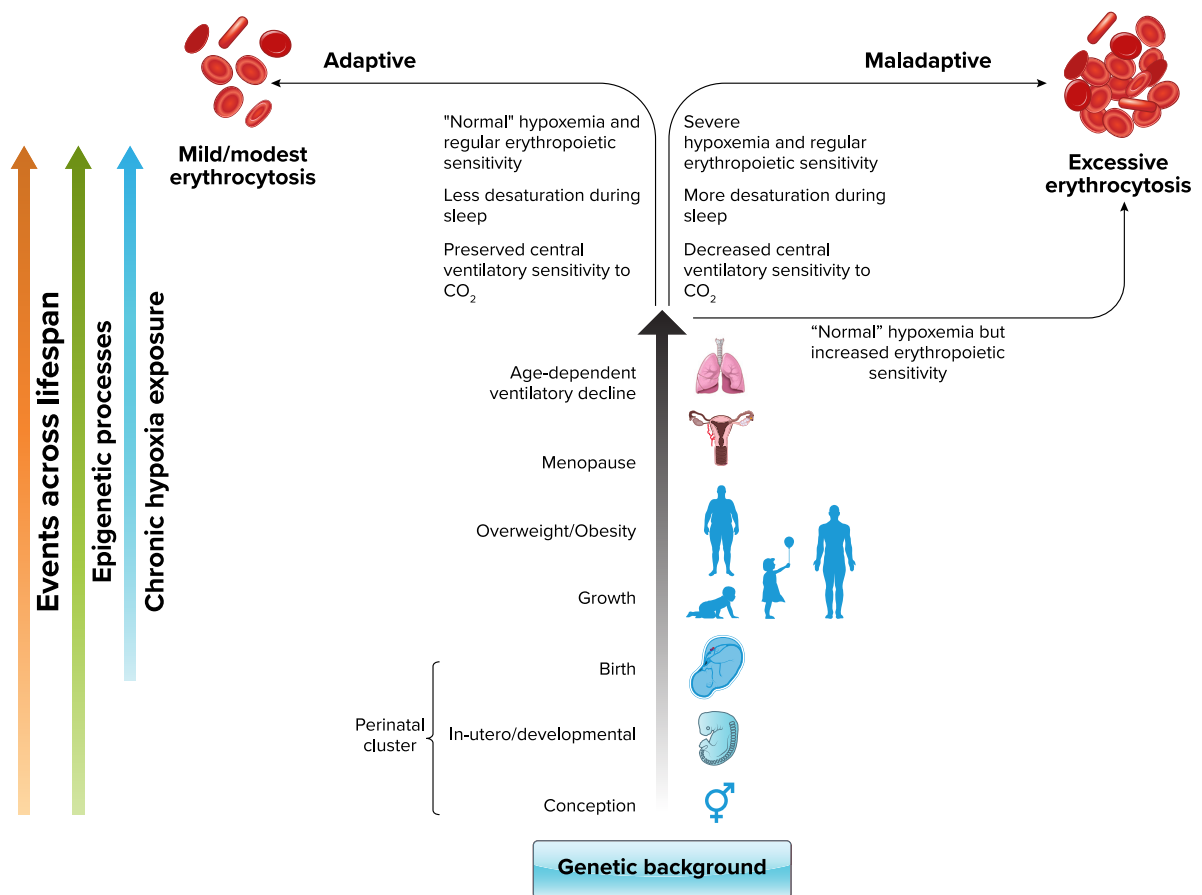 Adaptive
Maladaptive
Mild/modest
erythrocytosis
"Normal" hypoxemia and
regular erythropoietic
sensitivity
Less desaturation during
sleep
Preserved central
ventilatory sensitivity to
CO₂
Severe
hypoxemia and regular
erythropoietic sensitivity
More desaturation during
sleep
Decreased central
ventilatory sensitivity to
CO₂
Excessive
erythrocytosis
“Normal” hypoxemia but
increased erythropoietic
sensitivity
Events across lifespan
Epigenetic processes
Chronic hypoxia exposure
Age-dependent
ventilatory decline
Menopause
Overweight/Obesity
Growth
Birth
Perinatal
cluster
In-utero/developmental
Conception
Genetic background